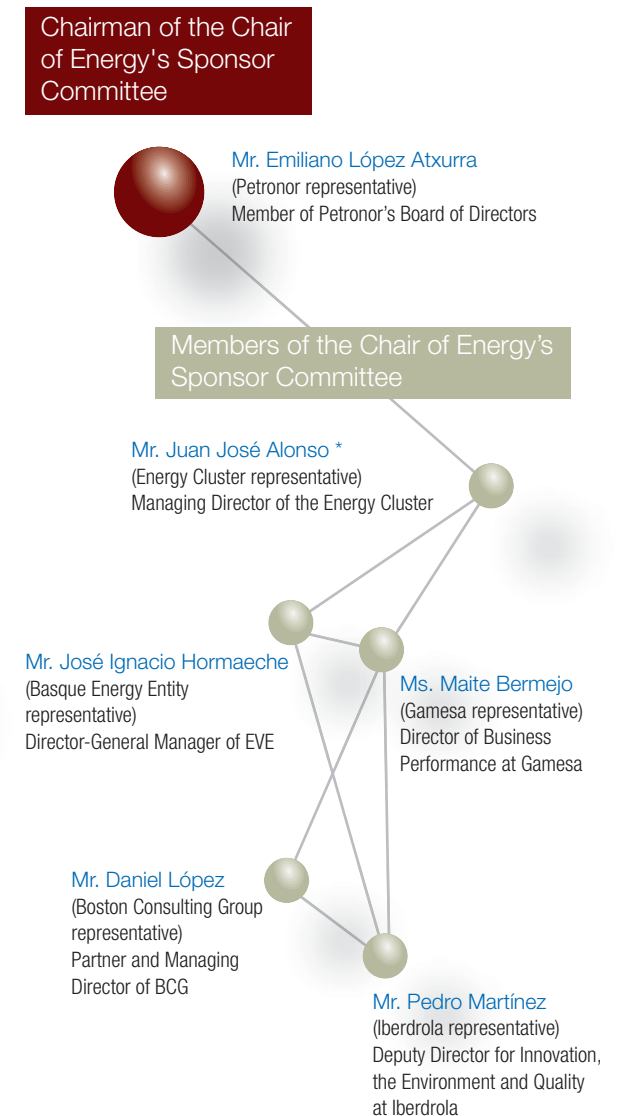 Chairman of the Chair
of Energy's Sponsor
Committee
Mr. Emiliano López Atxurra
(Petronor representative)
Member of Petronor’s Board of Directors
Members of the Chair of Energy’s
Sponsor Committee
Mr. Juan José Alonso *
(Energy Cluster representative)
Managing Director of the Energy Cluster
Mr. José Ignacio Hormaeche
(Basque Energy Entity
representative)
Director-General Manager of EVE
Ms. Maite Bermejo
(Gamesa representative)
Director of Business
Performance at Gamesa
Mr. Daniel López
(Boston Consulting Group
representative)
Partner and Managing
Director of BCG
Mr. Pedro Martínez
(Iberdrola representative)
Deputy Director for Innovation,
the Environment and Quality
at Iberdrola